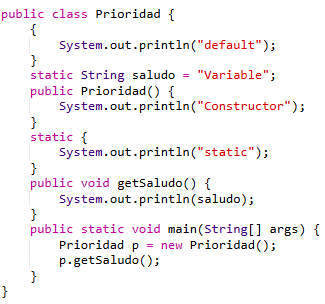 public class Prioridad {
    {
        System.out.println("default");
    }
    static String saludo = "Variable";
    public Prioridad() {
        System.out.println("Constructor");
    }
    static {
        System.out.println("static");
    }
    public void getSaludo() {
        System.out.println(saludo);
    }
    public static void main(String[] args) {
        Prioridad p = new Prioridad();
        p.getSaludo();
    }
}